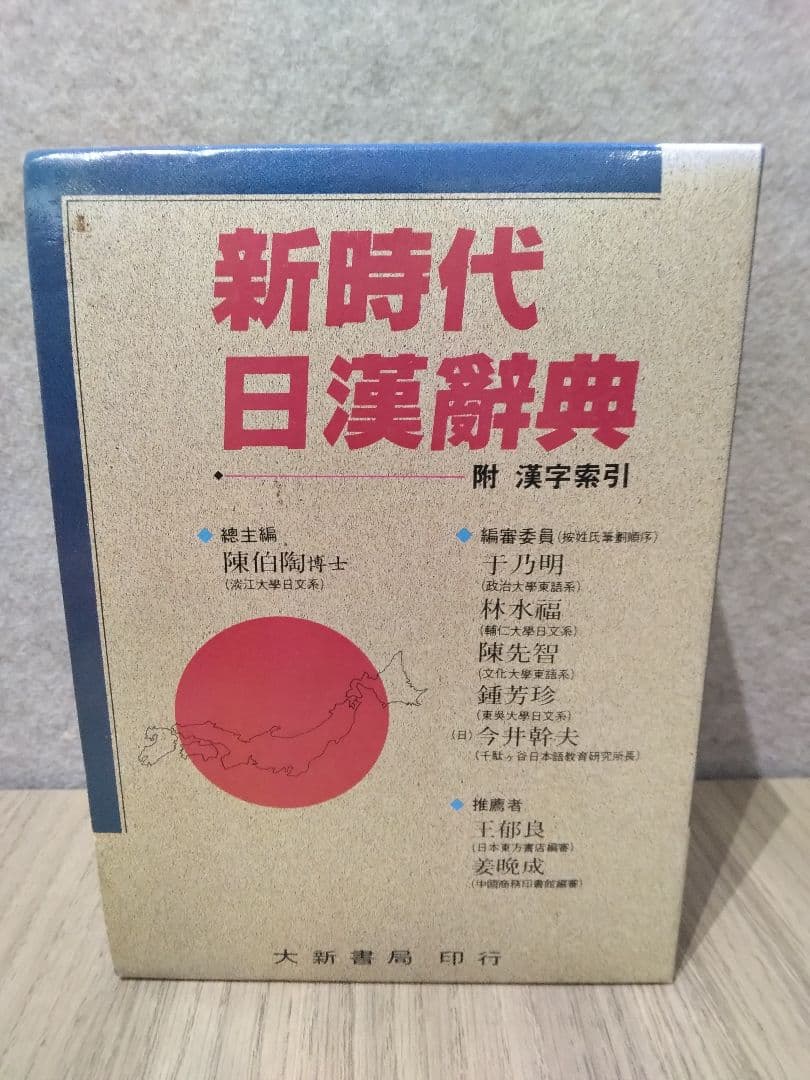 新時代
日漢辭典
附 漢字索引
◆ 總主編
陳伯陶博士
(淡江大學日文系)
◆ 編審委員(按姓氏筆劃順序)
于乃明
(政治大學東語系)
林水福
(輔仁大學日文系)
陳先智
(文化大學東語系)
鍾芳珍
(東吳大學日文系)
(日)今井幹夫
(千駄ヶ谷日本語教育研究所長)
◆ 推薦者
王郁良
(日本東方書店編審)
姜晚成
(中國商務印書館編審)
大新書局 印行